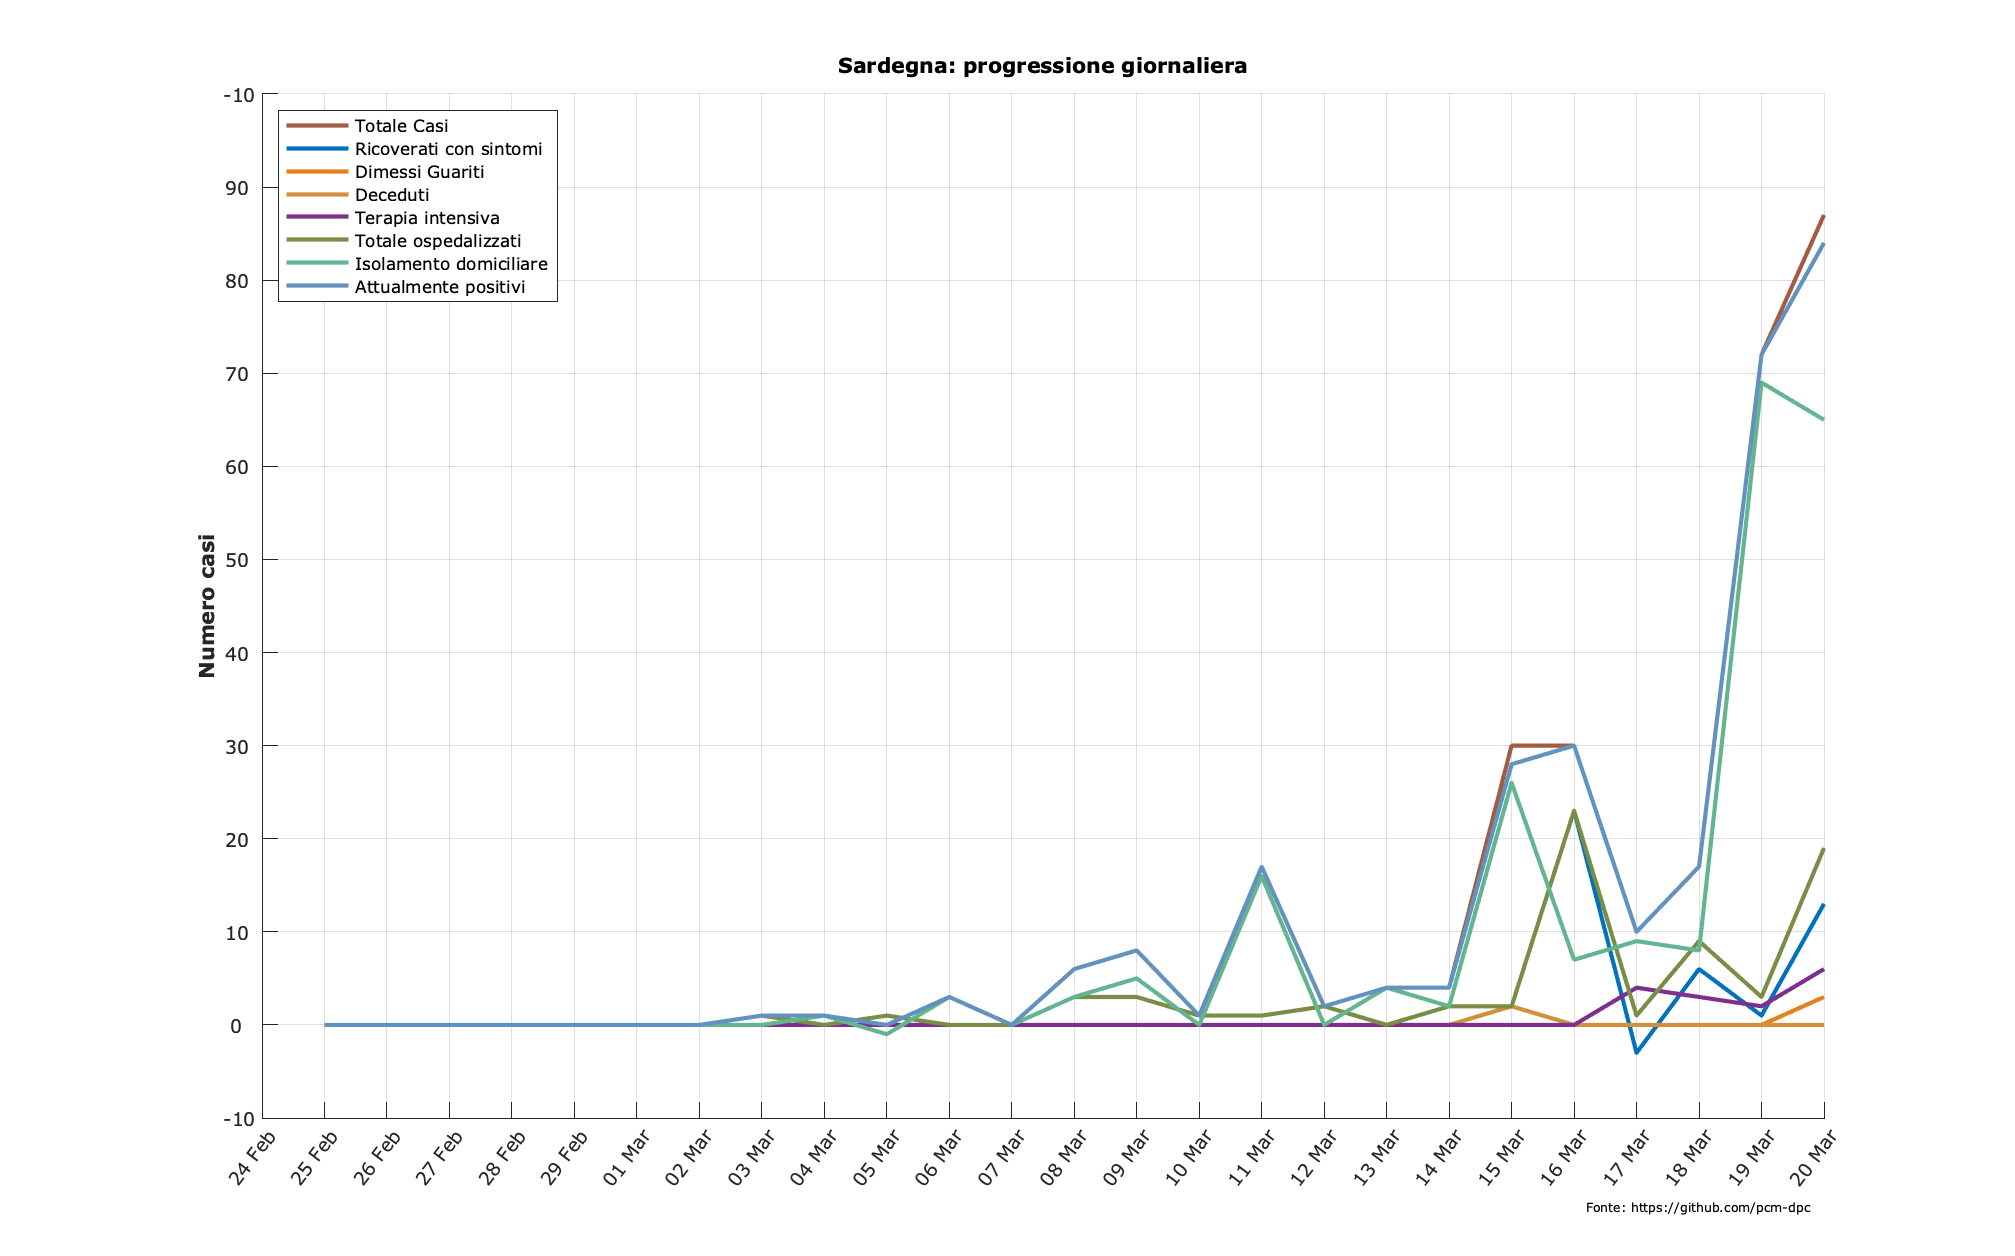 Sardegna: progressione giornaliera
-10
90
80
70
60
50
40
30
20
10
0
-10
Numero casi
Totale Casi
Ricoverati con sintomi
Dimessi Guariti
Deceduti
Terapia intensiva
Totale ospedalizzati
Isolamento domiciliare
Attualmente positivi
24 Feb
25 Feb
26 Feb
27 Feb
28 Feb
29 Feb
01 Mar
02 Mar
03 Mar
04 Mar
05 Mar
06 Mar
07 Mar
08 Mar
09 Mar
10 Mar
11 Mar
12 Mar
13 Mar
14 Mar
15 Mar
16 Mar
17 Mar
18 Mar
19 Mar
20 Mar
Fonte: https://github.com/pcm-dpc